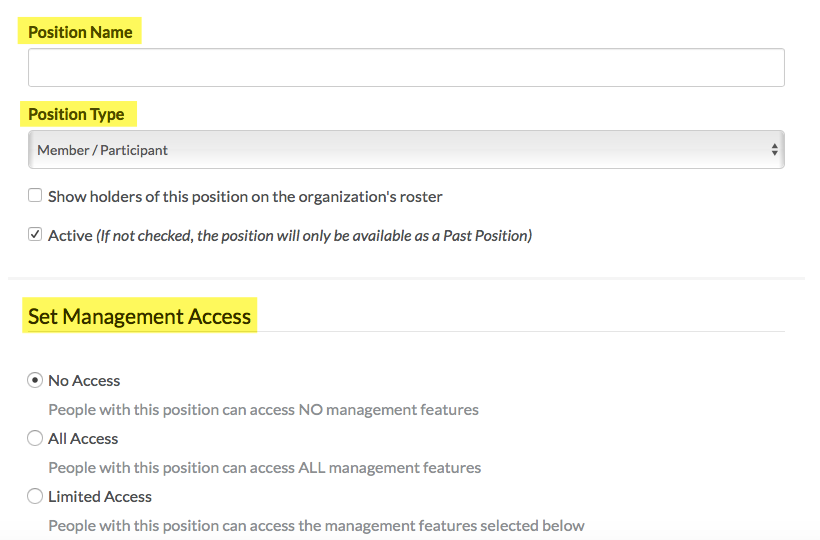 Position Name
Position Type
Member / Participant
Show holders of this position on the organization's roster
Active (If not checked, the position will only be available as a Past Position)
Set Management Access
No Access
People with this position can access NO management features
All Access
People with this position can access ALL management features
Limited Access
People with this position can access the management features selected below